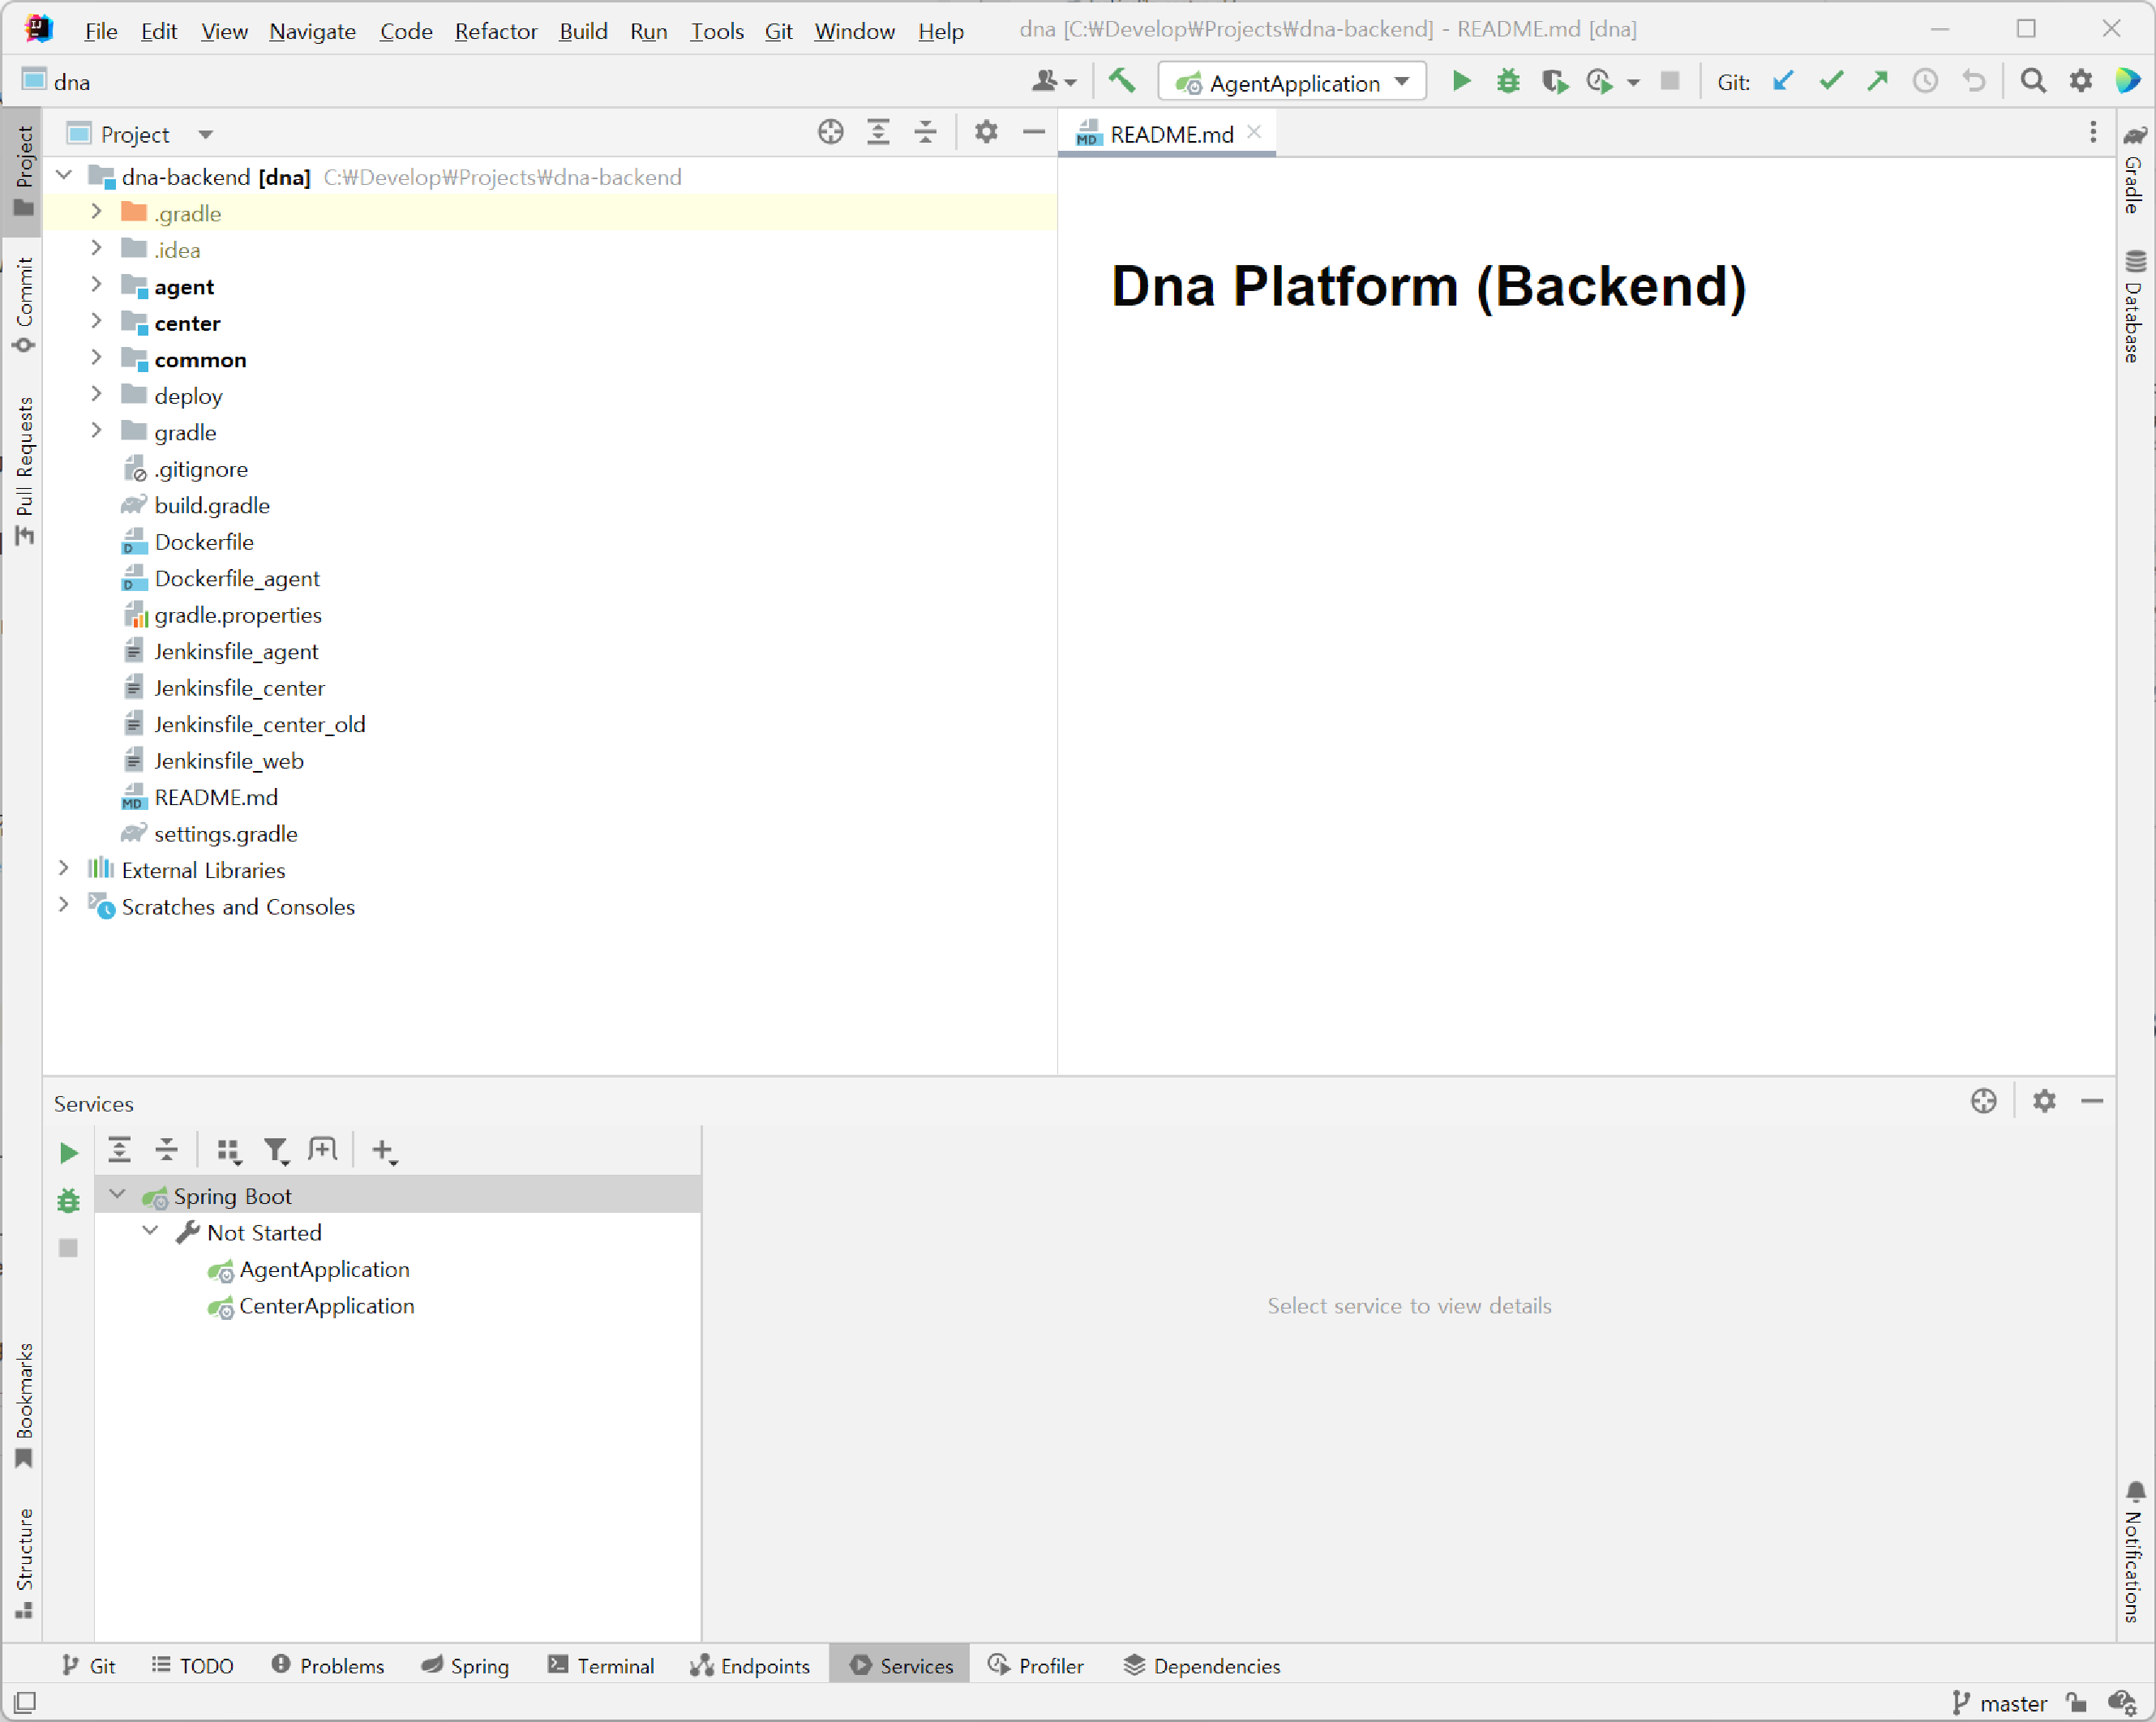 File Edit View Navigate Code Refactor Build Run Tools Git Window Help dna [C:₩Develop₩Projects₩dna-backend] - README.md [dna]
dna
AgentApplication
Git:
Project
README.md
dna-backend [dna] C:₩Develop₩Projects₩dna-backend
.gradle
.idea
agent
center
common
deploy
gradle
.gitignore
build.gradle
Dockerfile
Dockerfile_agent
gradle.properties
Jenkinsfile_agent
Jenkinsfile_center
Jenkinsfile_center_old
Jenkinsfile_web
README.md
settings.gradle
External Libraries
Scratches and Consoles
Dna Platform (Backend)
Project
Commit
Pull Requests
Bookmarks
Structure
Gradle
Database
Notifications
Services
Spring Boot
Not Started
AgentApplication
CenterApplication
Select service to view details
Git TODO Problems Spring Terminal Endpoints Services Profiler Dependencies
master